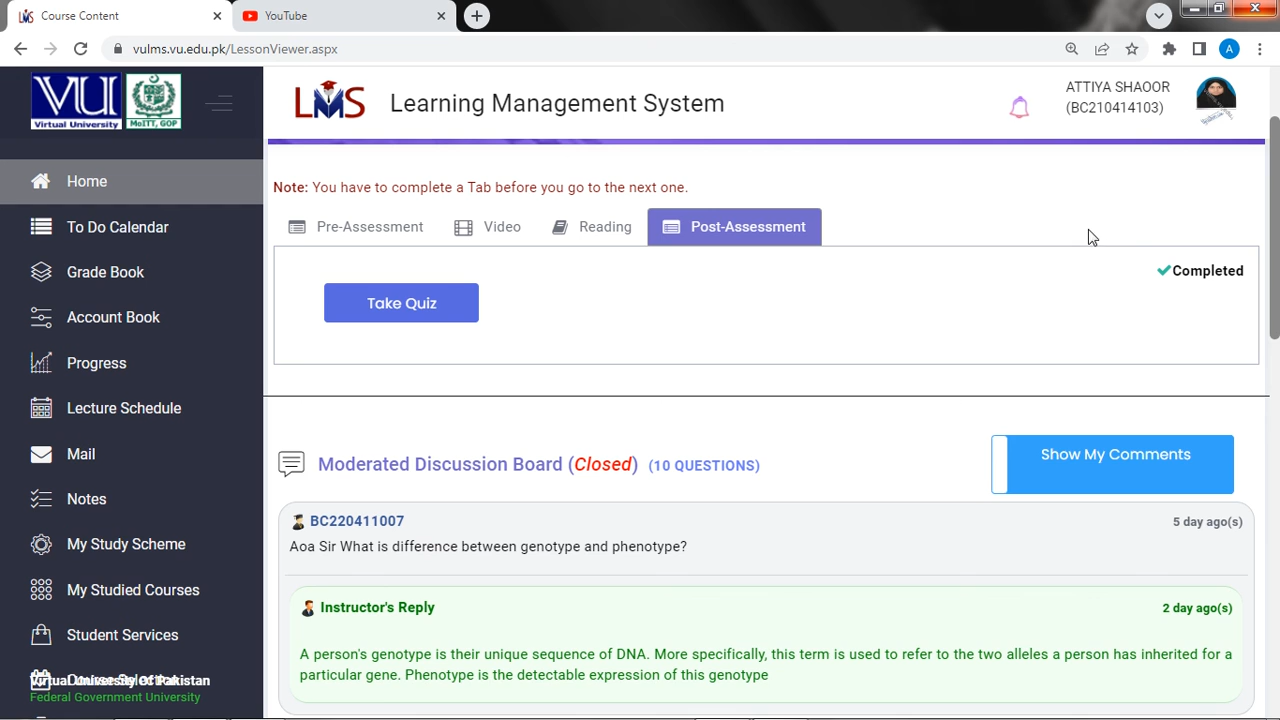 Course Content
YouTube
vulms.vu.edu.pk/LessonViewer.aspx
A
VU
Virtual University
MoITT, GOP
LMS
Learning Management System
ATTIYA SHAOOR
(BC210414103)
Home
To Do Calendar
Grade Book
Account Book
Progress
Lecture Schedule
Mail
Notes
My Study Scheme
My Studied Courses
Student Services
Virtual University Of Pakistan
Federal Government University
Note: You have to complete a Tab before you go to the next one.
Pre-Assessment
Video
Reading
Post-Assessment
Completed
Take Quiz
Moderated Discussion Board (Closed) (10 QUESTIONS)
Show My Comments
BC220411007
5 day ago(s)
Aoa Sir What is difference between genotype and phenotype?
Instructor's Reply
2 day ago(s)
A person's genotype is their unique sequence of DNA. More specifically, this term is used to refer to the two alleles a person has inherited for a
particular gene. Phenotype is the detectable expression of this genotype